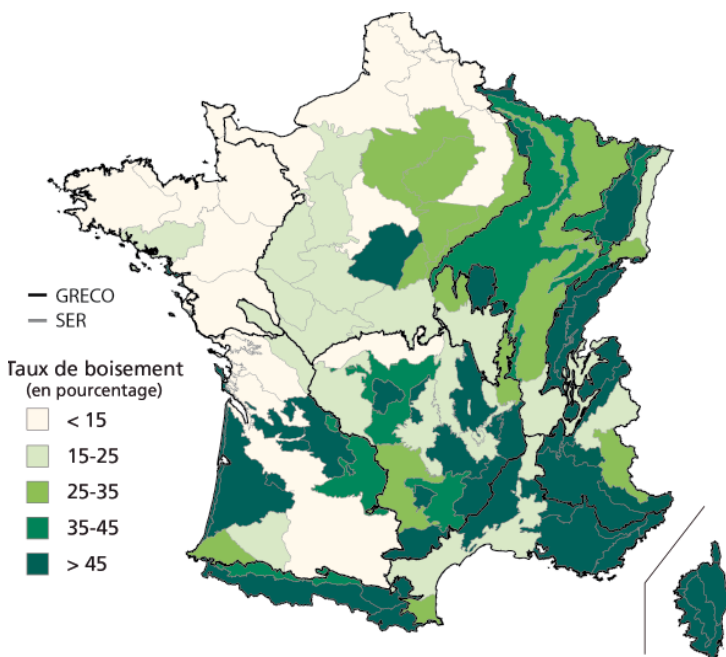 GRECO
SER
Taux de boisement
(en pourcentage)
< 15
15-25
25-35
35-45
> 45